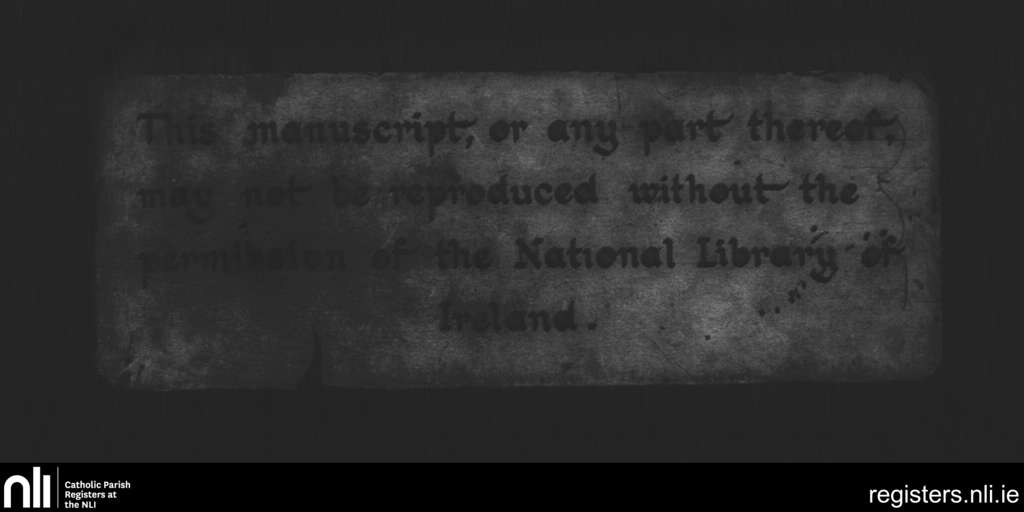 This manuscript, or any part thereof,
may not be reproduced without the
permission of the National Library of
Ireland.
nli
Catholic Parish
Registers at
the NLI
registers.nli.ie